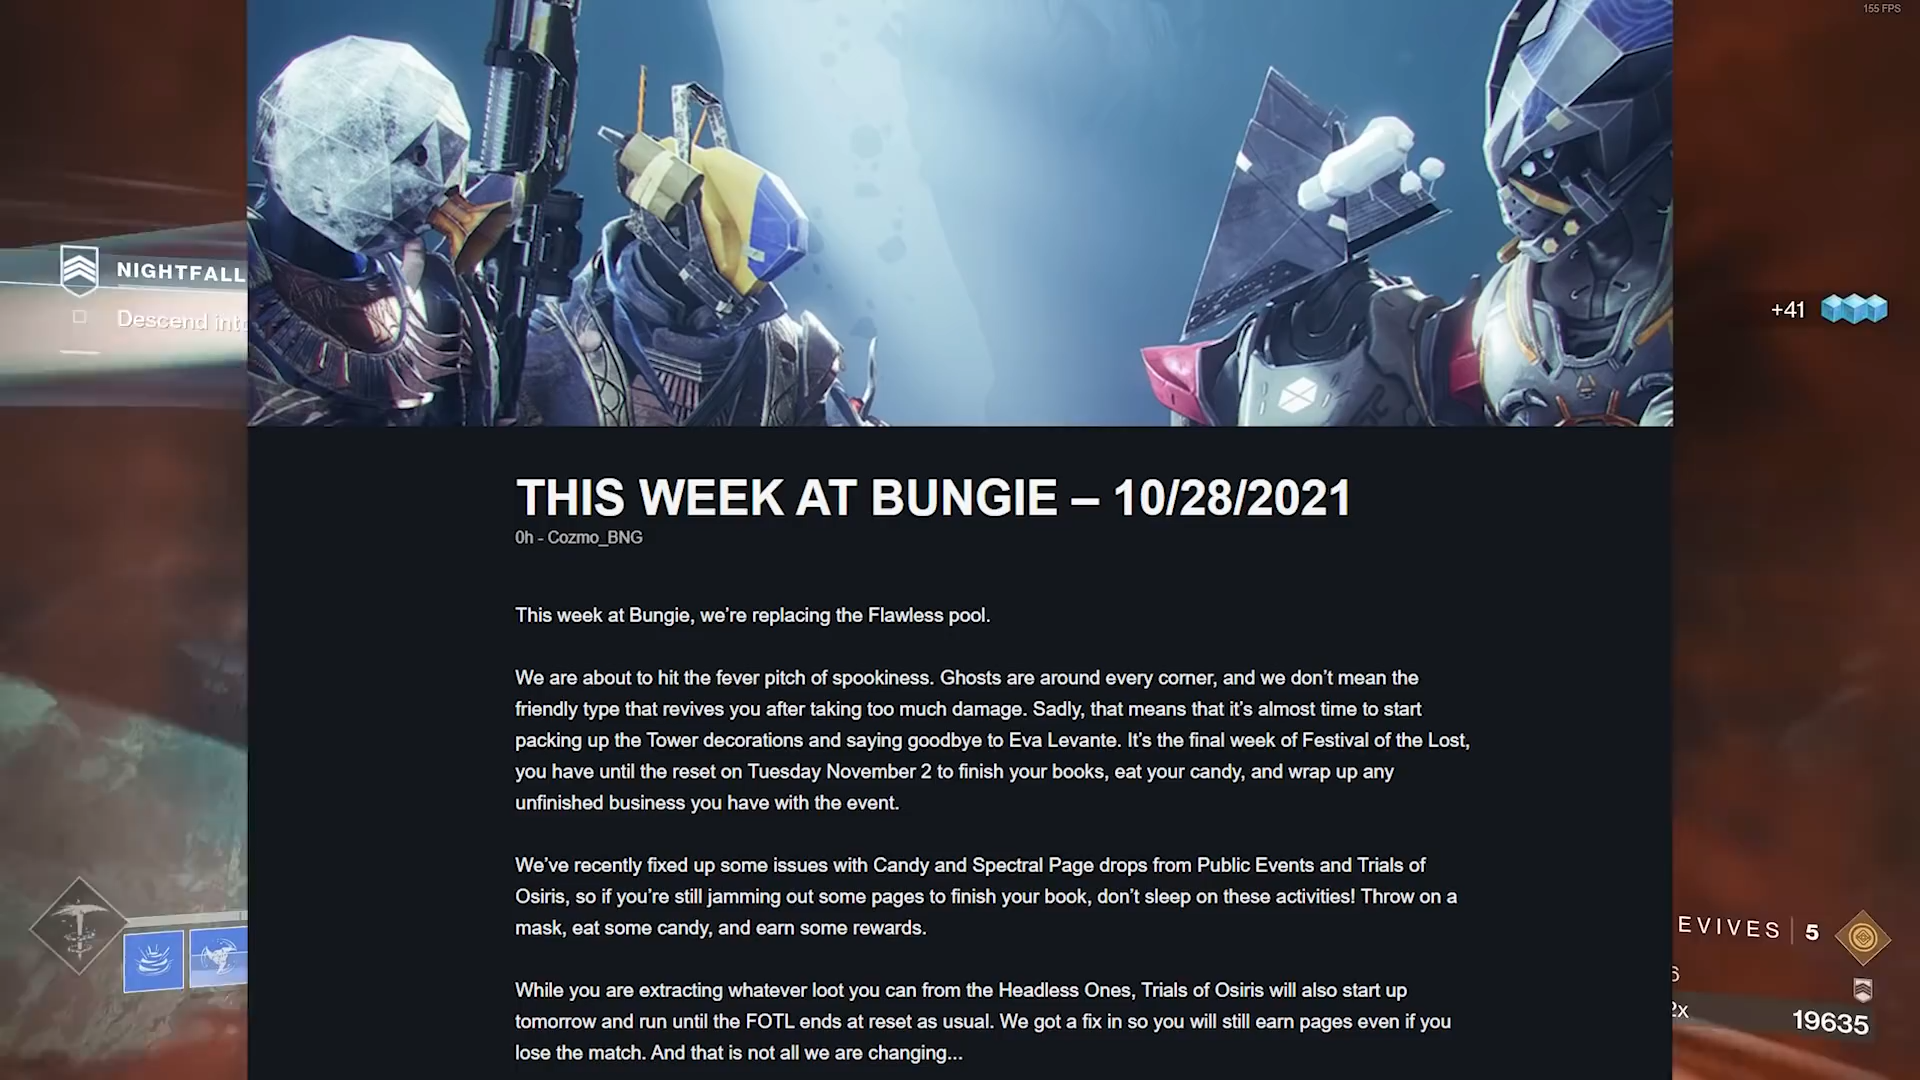 155 FPS
NIGHTFALL
Descend into
+41
THIS WEEK AT BUNGIE – 10/28/2021
0h - Cozmo_BNG
This week at Bungie, we’re replacing the Flawless pool.
We are about to hit the fever pitch of spookiness. Ghosts are around every corner, and we don’t mean the
friendly type that revives you after taking too much damage. Sadly, that means that it’s almost time to start
packing up the Tower decorations and saying goodbye to Eva Levante. It’s the final week of Festival of the Lost,
you have until the reset on Tuesday November 2 to finish your books, eat your candy, and wrap up any
unfinished business you have with the event.
We’ve recently fixed up some issues with Candy and Spectral Page drops from Public Events and Trials of
Osiris, so if you’re still jamming out some pages to finish your book, don’t sleep on these activities! Throw on a
mask, eat some candy, and earn some rewards.
While you are extracting whatever loot you can from the Headless Ones, Trials of Osiris will also start up
tomorrow and run until the FOTL ends at reset as usual. We got a fix in so you will still earn pages even if you
lose the match. And that is not all we are changing...
EVIVES | 5
6
2x
19635